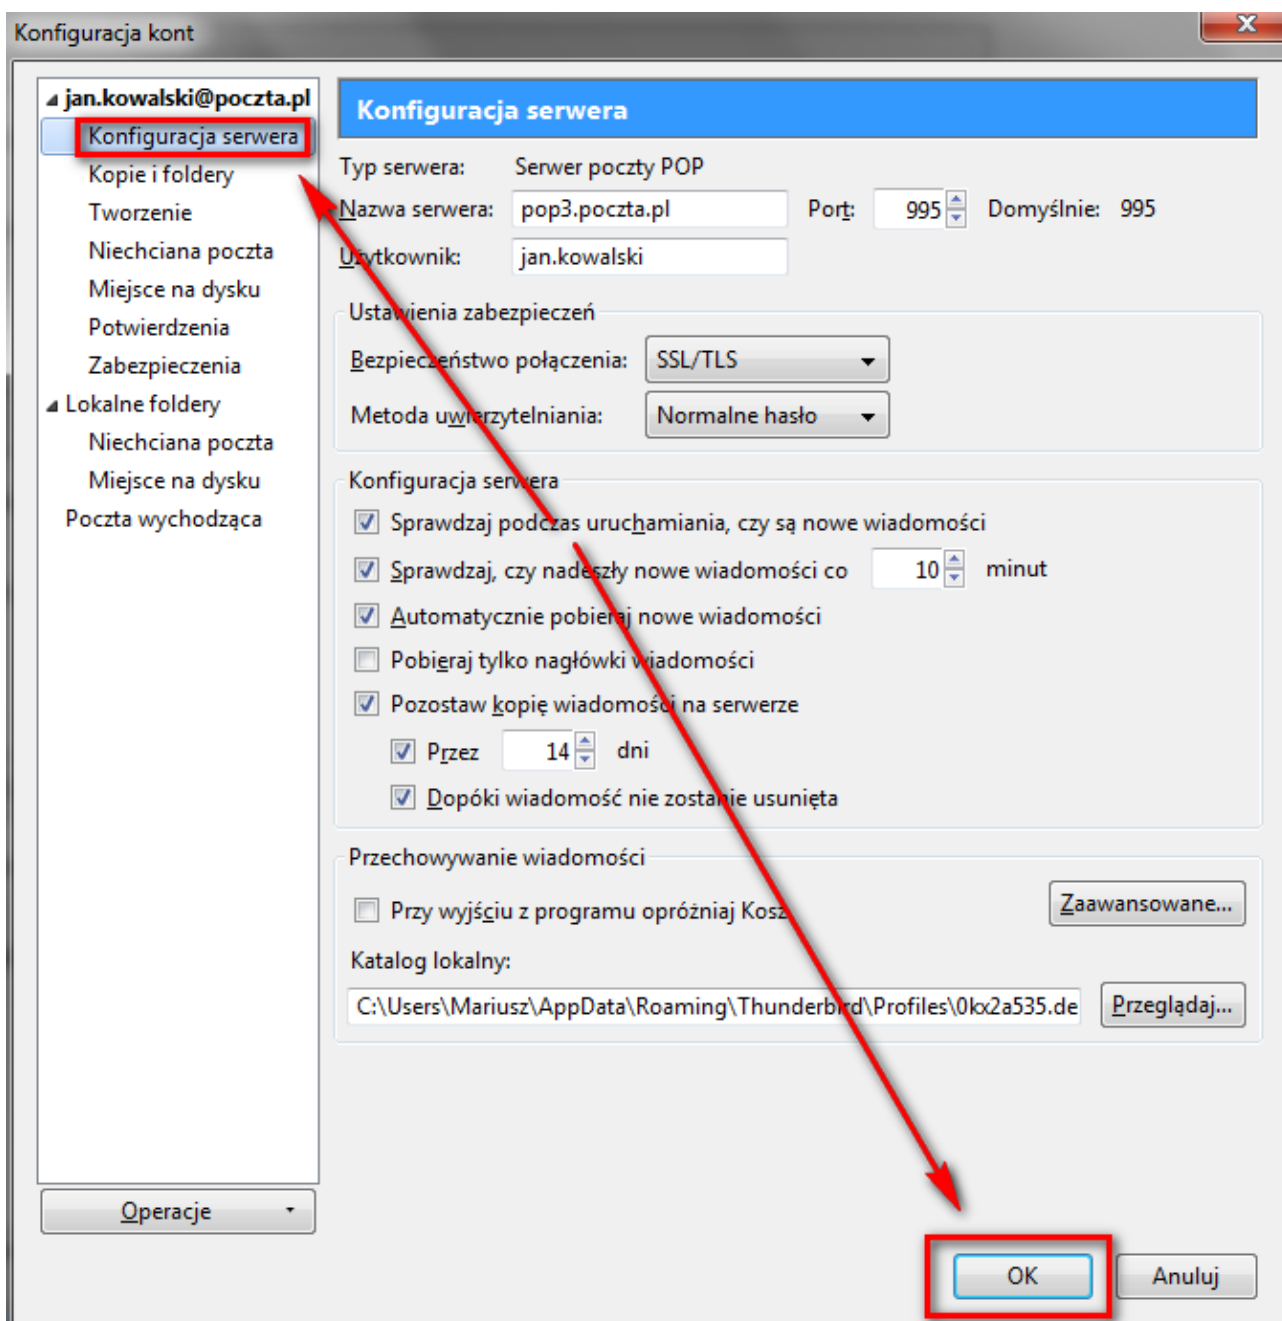 Konfiguracja kont
jan.kowalski@poczta.pl
Konfiguracja serwera
Kopie i foldery
Tworzenie
Niechciana poczta
Miejsce na dysku
Potwierdzenia
Zabezpieczenia
Lokalne foldery
Niechciana poczta
Miejsce na dysku
Poczta wychodząca
Operacje
Konfiguracja serwera
Typ serwera: Serwer poczty POP
Nazwa serwera: pop3.poczta.pl Port: 995 Domyślnie: 995
Użytkownik: jan.kowalski
Ustawienia zabezpieczeń
Bezpieczeństwo połączenia: SSL/TLS
Metoda uwierzytelniania: Normalne hasło
Konfiguracja serwera
Sprawdzaj podczas uruchamiania, czy są nowe wiadomości
Sprawdzaj, czy nadeszły nowe wiadomości co 10 minut
Automatycznie pobieraj nowe wiadomości
Pobieraj tylko nagłówki wiadomości
Pozostaw kopię wiadomości na serwerze
Przez 14 dni
Dopóki wiadomość nie zostanie usunięta
Przechowywanie wiadomości
Przy wyjściu z programu opróżniaj Kosz
Zaawansowane...
Katalog lokalny:
C:\Users\Mariusz\AppData\Roaming\Thunderbird\Profiles\0kx2a535.de Przeglądaj...
OK Anuluj